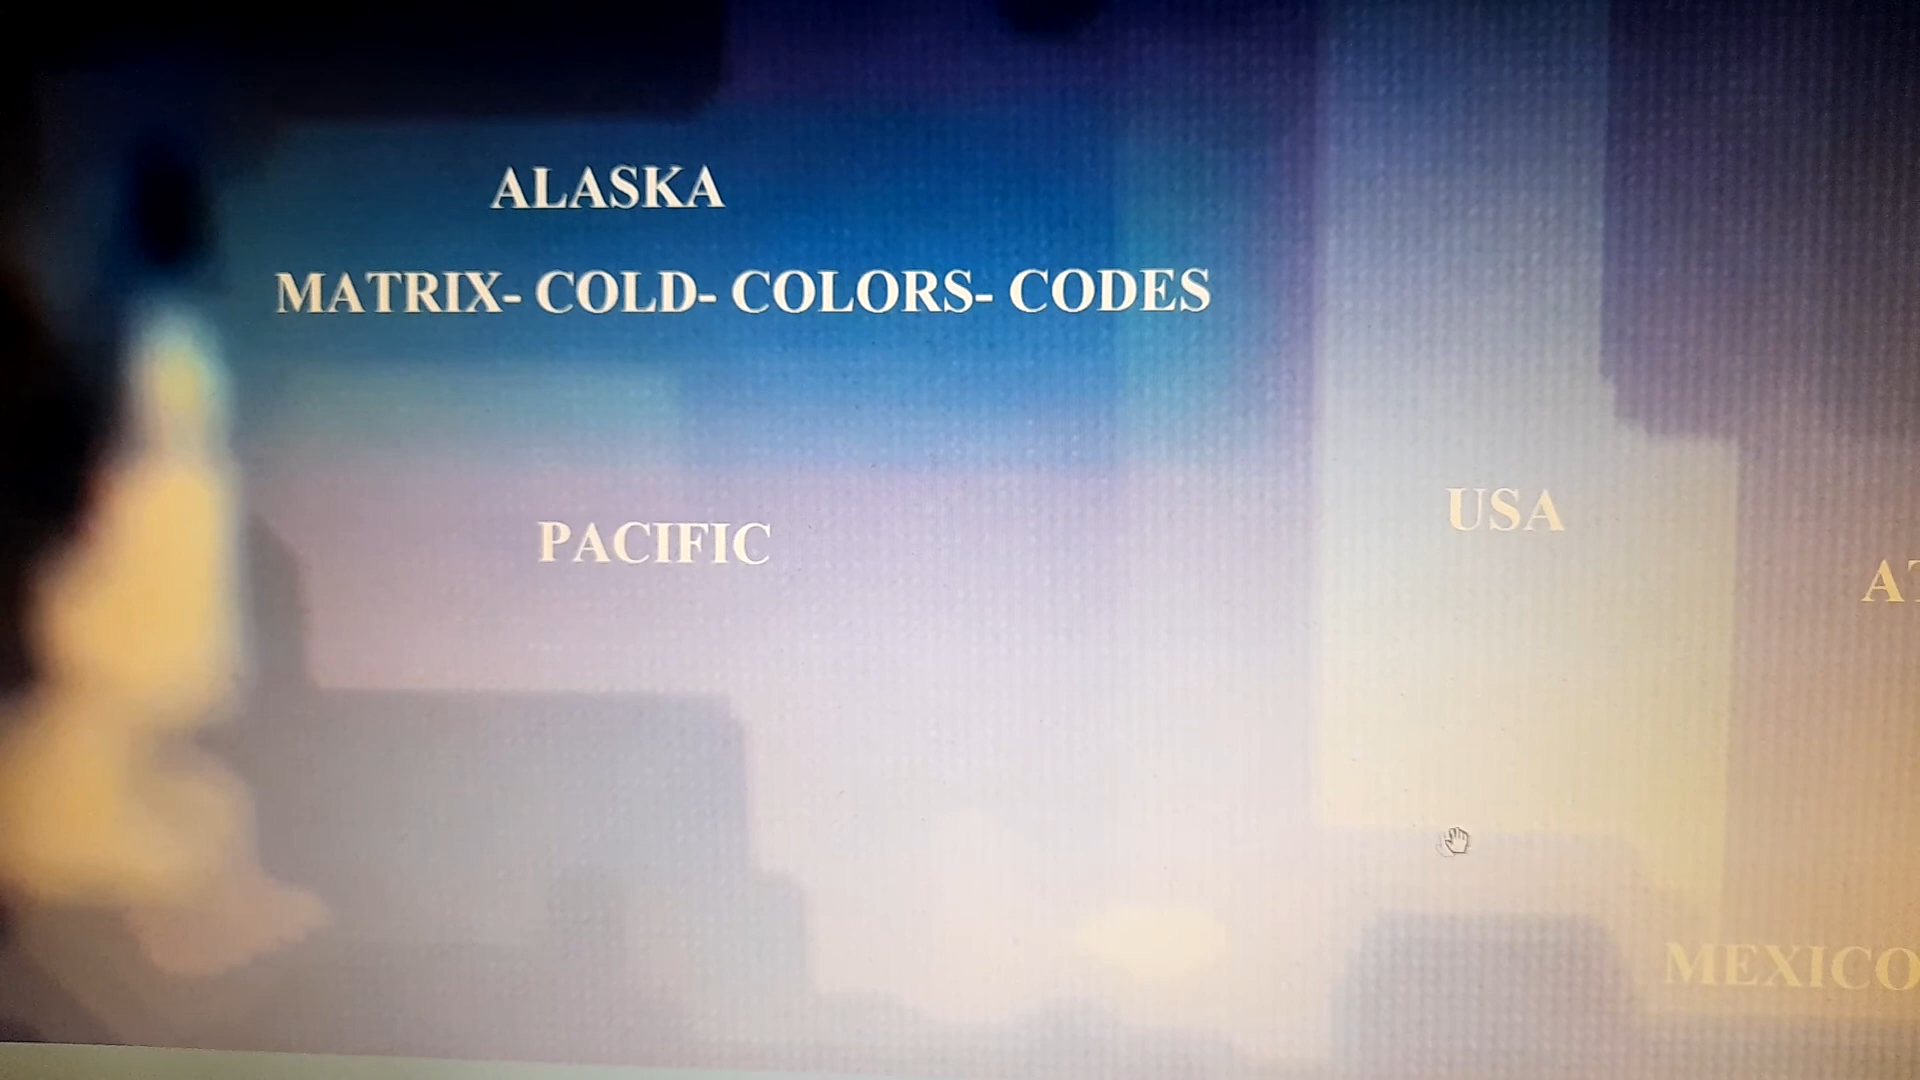 ALASKA
MATRIX- COLD- COLORS- CODES
PACIFIC
USA
MEXICO